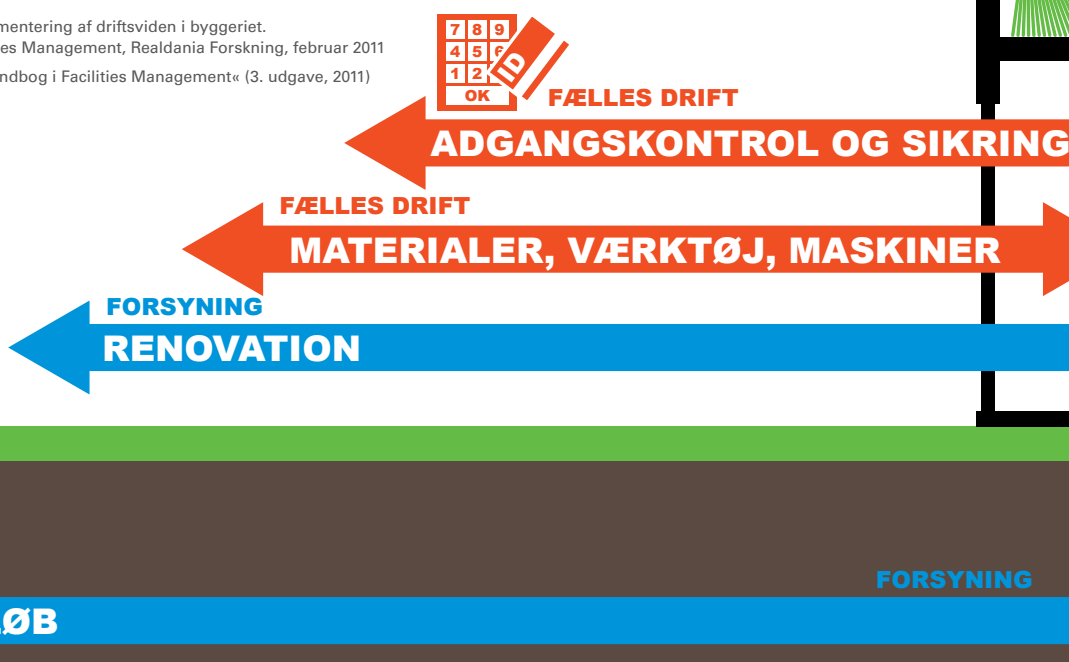 mentering af driftsviden i byggeriet.
es Management, Realdania Forskning, februar 2011
ndbog i Facilities Management« (3. udgave, 2011)
7 8 9
4 5 6
1 2
OK
ID
FÆLLES DRIFT
ADGANGSKONTROL OG SIKRING
FÆLLES DRIFT
MATERIALER, VÆRKTØJ, MASKINER
FORSYNING
RENOVATION
FORSYNING
ØB